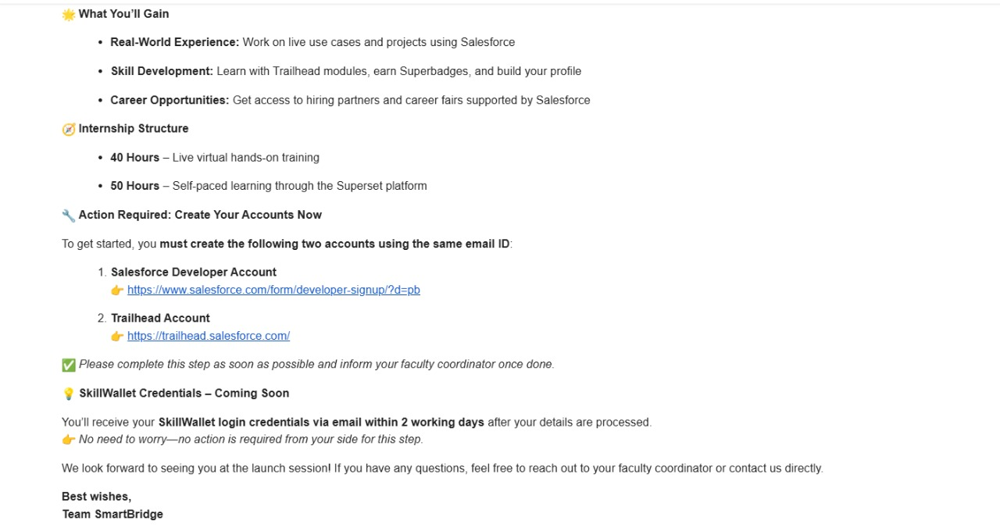 🌟 What You’ll Gain
• Real-World Experience: Work on live use cases and projects using Salesforce
• Skill Development: Learn with Trailhead modules, earn Superbadges, and build your profile
• Career Opportunities: Get access to hiring partners and career fairs supported by Salesforce
🧭 Internship Structure
• 40 Hours – Live virtual hands-on training
• 50 Hours – Self-paced learning through the Superset platform
🔧 Action Required: Create Your Accounts Now
To get started, you must create the following two accounts using the same email ID:
1. Salesforce Developer Account
👉 https://www.salesforce.com/form/developer-signup/?d=pb
2. Trailhead Account
👉 https://trailhead.salesforce.com/
✅ Please complete this step as soon as possible and inform your faculty coordinator once done.
💡 SkillWallet Credentials – Coming Soon
You’ll receive your SkillWallet login credentials via email within 2 working days after your details are processed.
👉 No need to worry—no action is required from your side for this step.
We look forward to seeing you at the launch session! If you have any questions, feel free to reach out to your faculty coordinator or contact us directly.
Best wishes,
Team SmartBridge